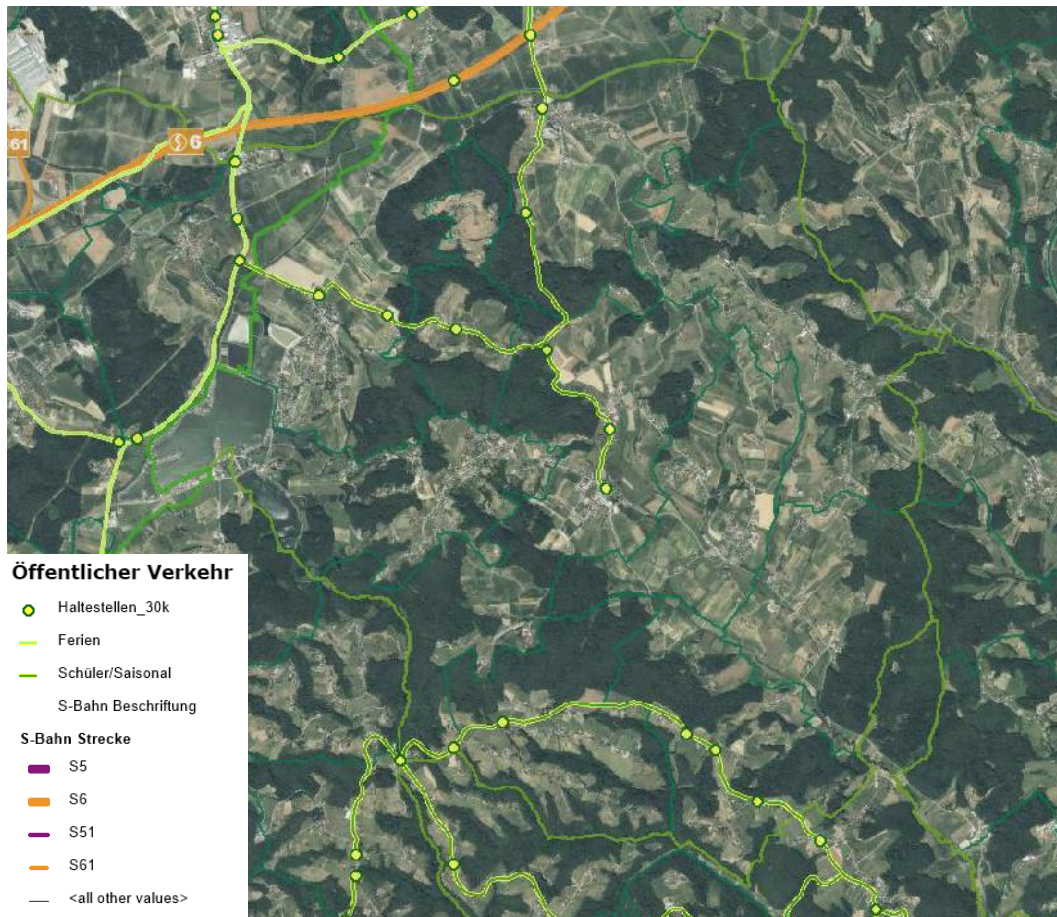 61
6
Öffentlicher Verkehr
Haltestellen_30k
Ferien
Schüler/Saisonal
S-Bahn Beschriftung
S-Bahn Strecke
S5
S6
S51
S61
<all other values>